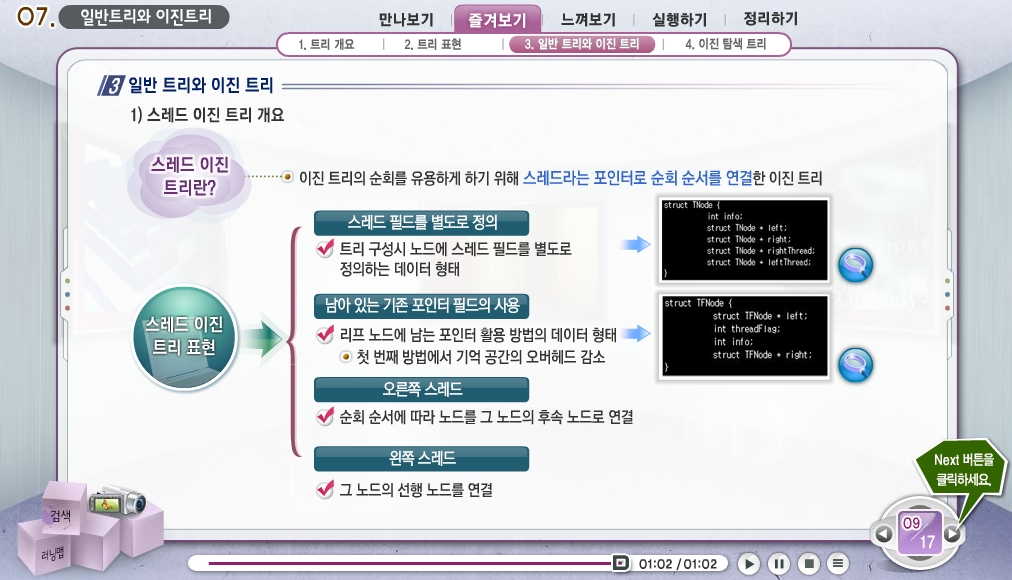 07. 일반트리와 이진트리
만나보기 즐겨보기 느껴보기 실행하기 정리하기
1. 트리 개요 2. 트리 표현 3. 일반 트리와 이진 트리 4. 이진 탐색 트리
3 일반 트리와 이진 트리
1) 스레드 이진 트리 개요
스레드 이진
트리란?
이진 트리의 순회를 유용하게 하기 위해 스레드라는 포인터로 순회 순서를 연결한 이진 트리
스레드 이진
트리 표현
스레드 필드를 별도로 정의
트리 구성시 노드에 스레드 필드를 별도로
정의하는 데이터 형태
struct TNode {
int info;
struct TNode * left;
struct TNode * right;
struct TNode * rightThread;
struct TNode * leftThread;
}
남아 있는 기존 포인터 필드의 사용
리프 노드에 남는 포인터 활용 방법의 데이터 형태
첫 번째 방법에서 기억 공간의 오버헤드 감소
struct TFNode {
struct TFNode * left;
int threadFlag;
int info;
struct TFNode * right;
}
오른쪽 스레드
순회 순서에 따라 노드를 그 노드의 후속 노드로 연결
왼쪽 스레드
그 노드의 선행 노드를 연결
Next 버튼을
클릭하세요.
검색
러닝맵
09
17
01:02 / 01:02